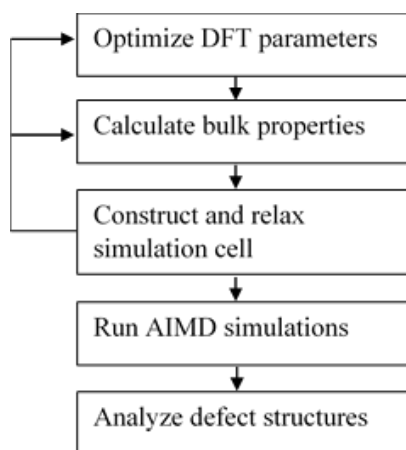 Optimize DFT parameters
Calculate bulk properties
Construct and relax
simulation cell
Run AIMD simulations
Analyze defect structures